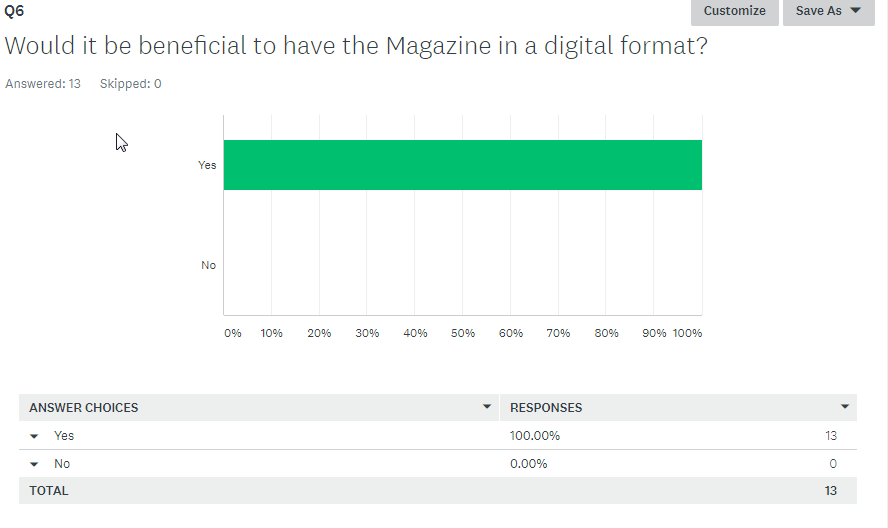 Q6
Customize
Save As
Would it be beneficial to have the Magazine in a digital format?
Answered: 13 Skipped: 0
Yes
No
0% 10% 20% 30% 40% 50% 60% 70% 80% 90% 100%
ANSWER CHOICES RESPONSES
Yes 100.00% 13
No 0.00% 0
TOTAL 13